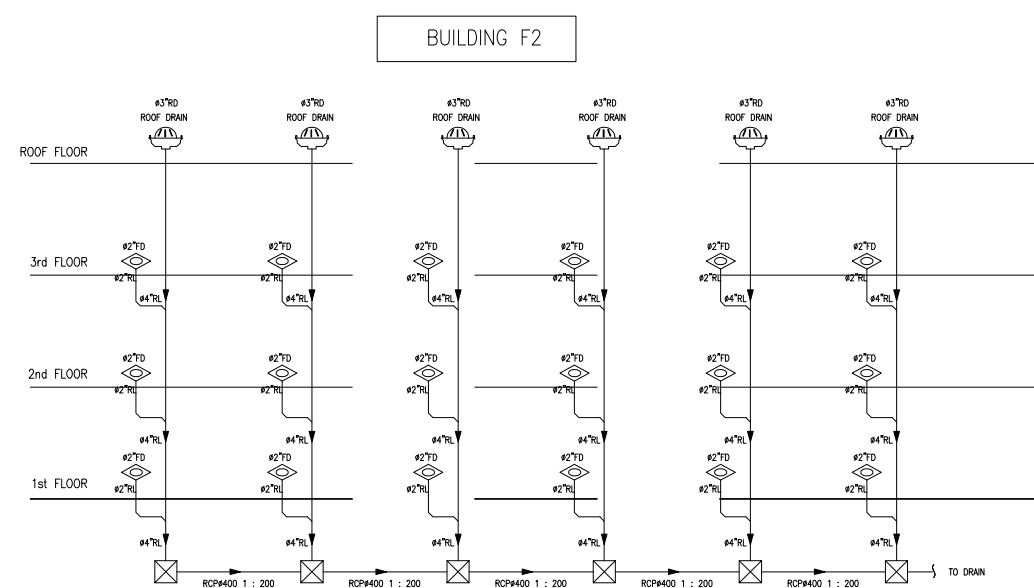 BUILDING F2
ø3"RD ø3"RD ø3"RD ø3"RD ø3"RD ø3"RD
ROOF DRAIN ROOF DRAIN ROOF DRAIN ROOF DRAIN ROOF DRAIN ROOF DRAIN
ROOF FLOOR
ø2"FD ø2"FD ø2"FD ø2"FD ø2"FD ø2"FD
3rd FLOOR
ø2"RL ø2"RL ø2"RL ø2"RL ø2"RL ø2"RL
ø4"RL ø4"RL ø4"RL ø4"RL ø4"RL ø4"RL
ø2"FD ø2"FD ø2"FD ø2"FD ø2"FD ø2"FD
2nd FLOOR
ø2"RL ø2"RL ø2"RL ø2"RL ø2"RL ø2"RL
ø4"RL ø4"RL ø4"RL ø4"RL ø4"RL ø4"RL
ø2"FD ø2"FD ø2"FD ø2"FD ø2"FD ø2"FD
1st FLOOR
ø2"RL ø2"RL ø2"RL ø2"RL ø2"RL ø2"RL
ø4"RL ø4"RL ø4"RL ø4"RL ø4"RL ø4"RL
TO DRAIN
RCPø400 1 : 200 RCPø400 1 : 200 RCPø400 1 : 200 RCPø400 1 : 200 RCPø400 1 : 200